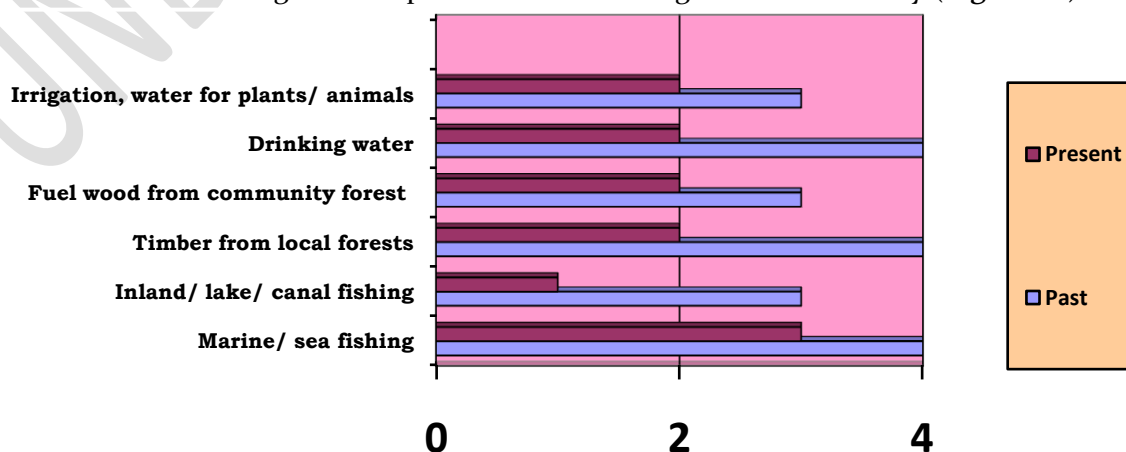 Irrigation, water for plants/ animals
Drinking water
Fuel wood from community forest
Timber from local forests
Inland/ lake/ canal fishing
Marine/ sea fishing
0 2 4
Present
Past